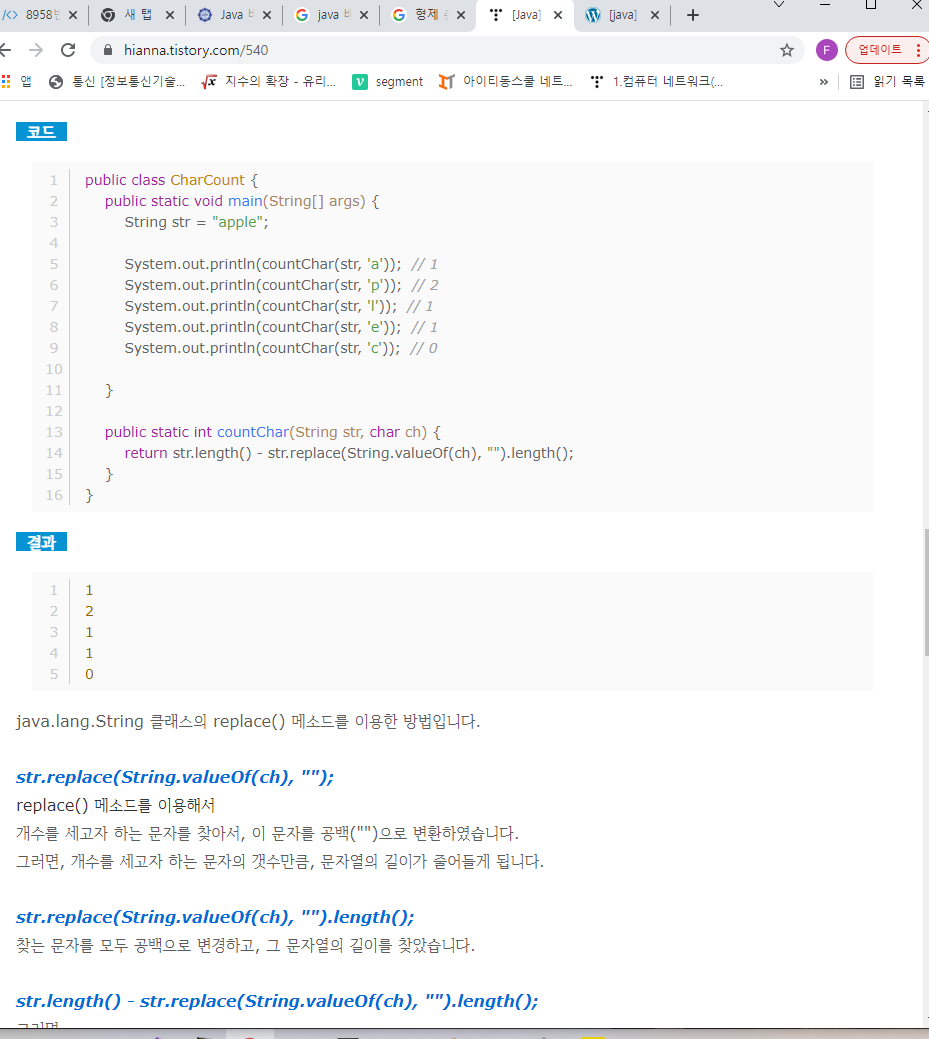 8958번
새 탭
Java ㅂ
java ㅂ
형제
[Java]
[java]
hianna.tistory.com/540
F
업데이트
앱
통신 [정보통신기술...
지수의 확장 - 유리...
segment
아이티동스쿨 네트...
1.컴퓨터 네트워크(...
»
읽기 목록
코드
1 public class CharCount {
2 public static void main(String[] args) {
3 String str = "apple";
4
5 System.out.println(countChar(str, 'a')); // 1
6 System.out.println(countChar(str, 'p')); // 2
7 System.out.println(countChar(str, 'l')); // 1
8 System.out.println(countChar(str, 'e')); // 1
9 System.out.println(countChar(str, 'c')); // 0
10
11 }
12
13 public static int countChar(String str, char ch) {
14 return str.length() - str.replace(String.valueOf(ch), "").length();
15 }
16 }
결과
1 1
2 2
3 1
4 1
5 0
java.lang.String 클래스의 replace() 메소드를 이용한 방법입니다.
str.replace(String.valueOf(ch), "");
replace() 메소드를 이용해서
개수를 세고자 하는 문자를 찾아서, 이 문자를 공백("")으로 변환하였습니다.
그러면, 개수를 세고자 하는 문자의 갯수만큼, 문자열의 길이가 줄어들게 됩니다.
str.replace(String.valueOf(ch), "").length();
찾는 문자를 모두 공백으로 변경하고, 그 문자열의 길이를 찾았습니다.
str.length() - str.replace(String.valueOf(ch), "").length();